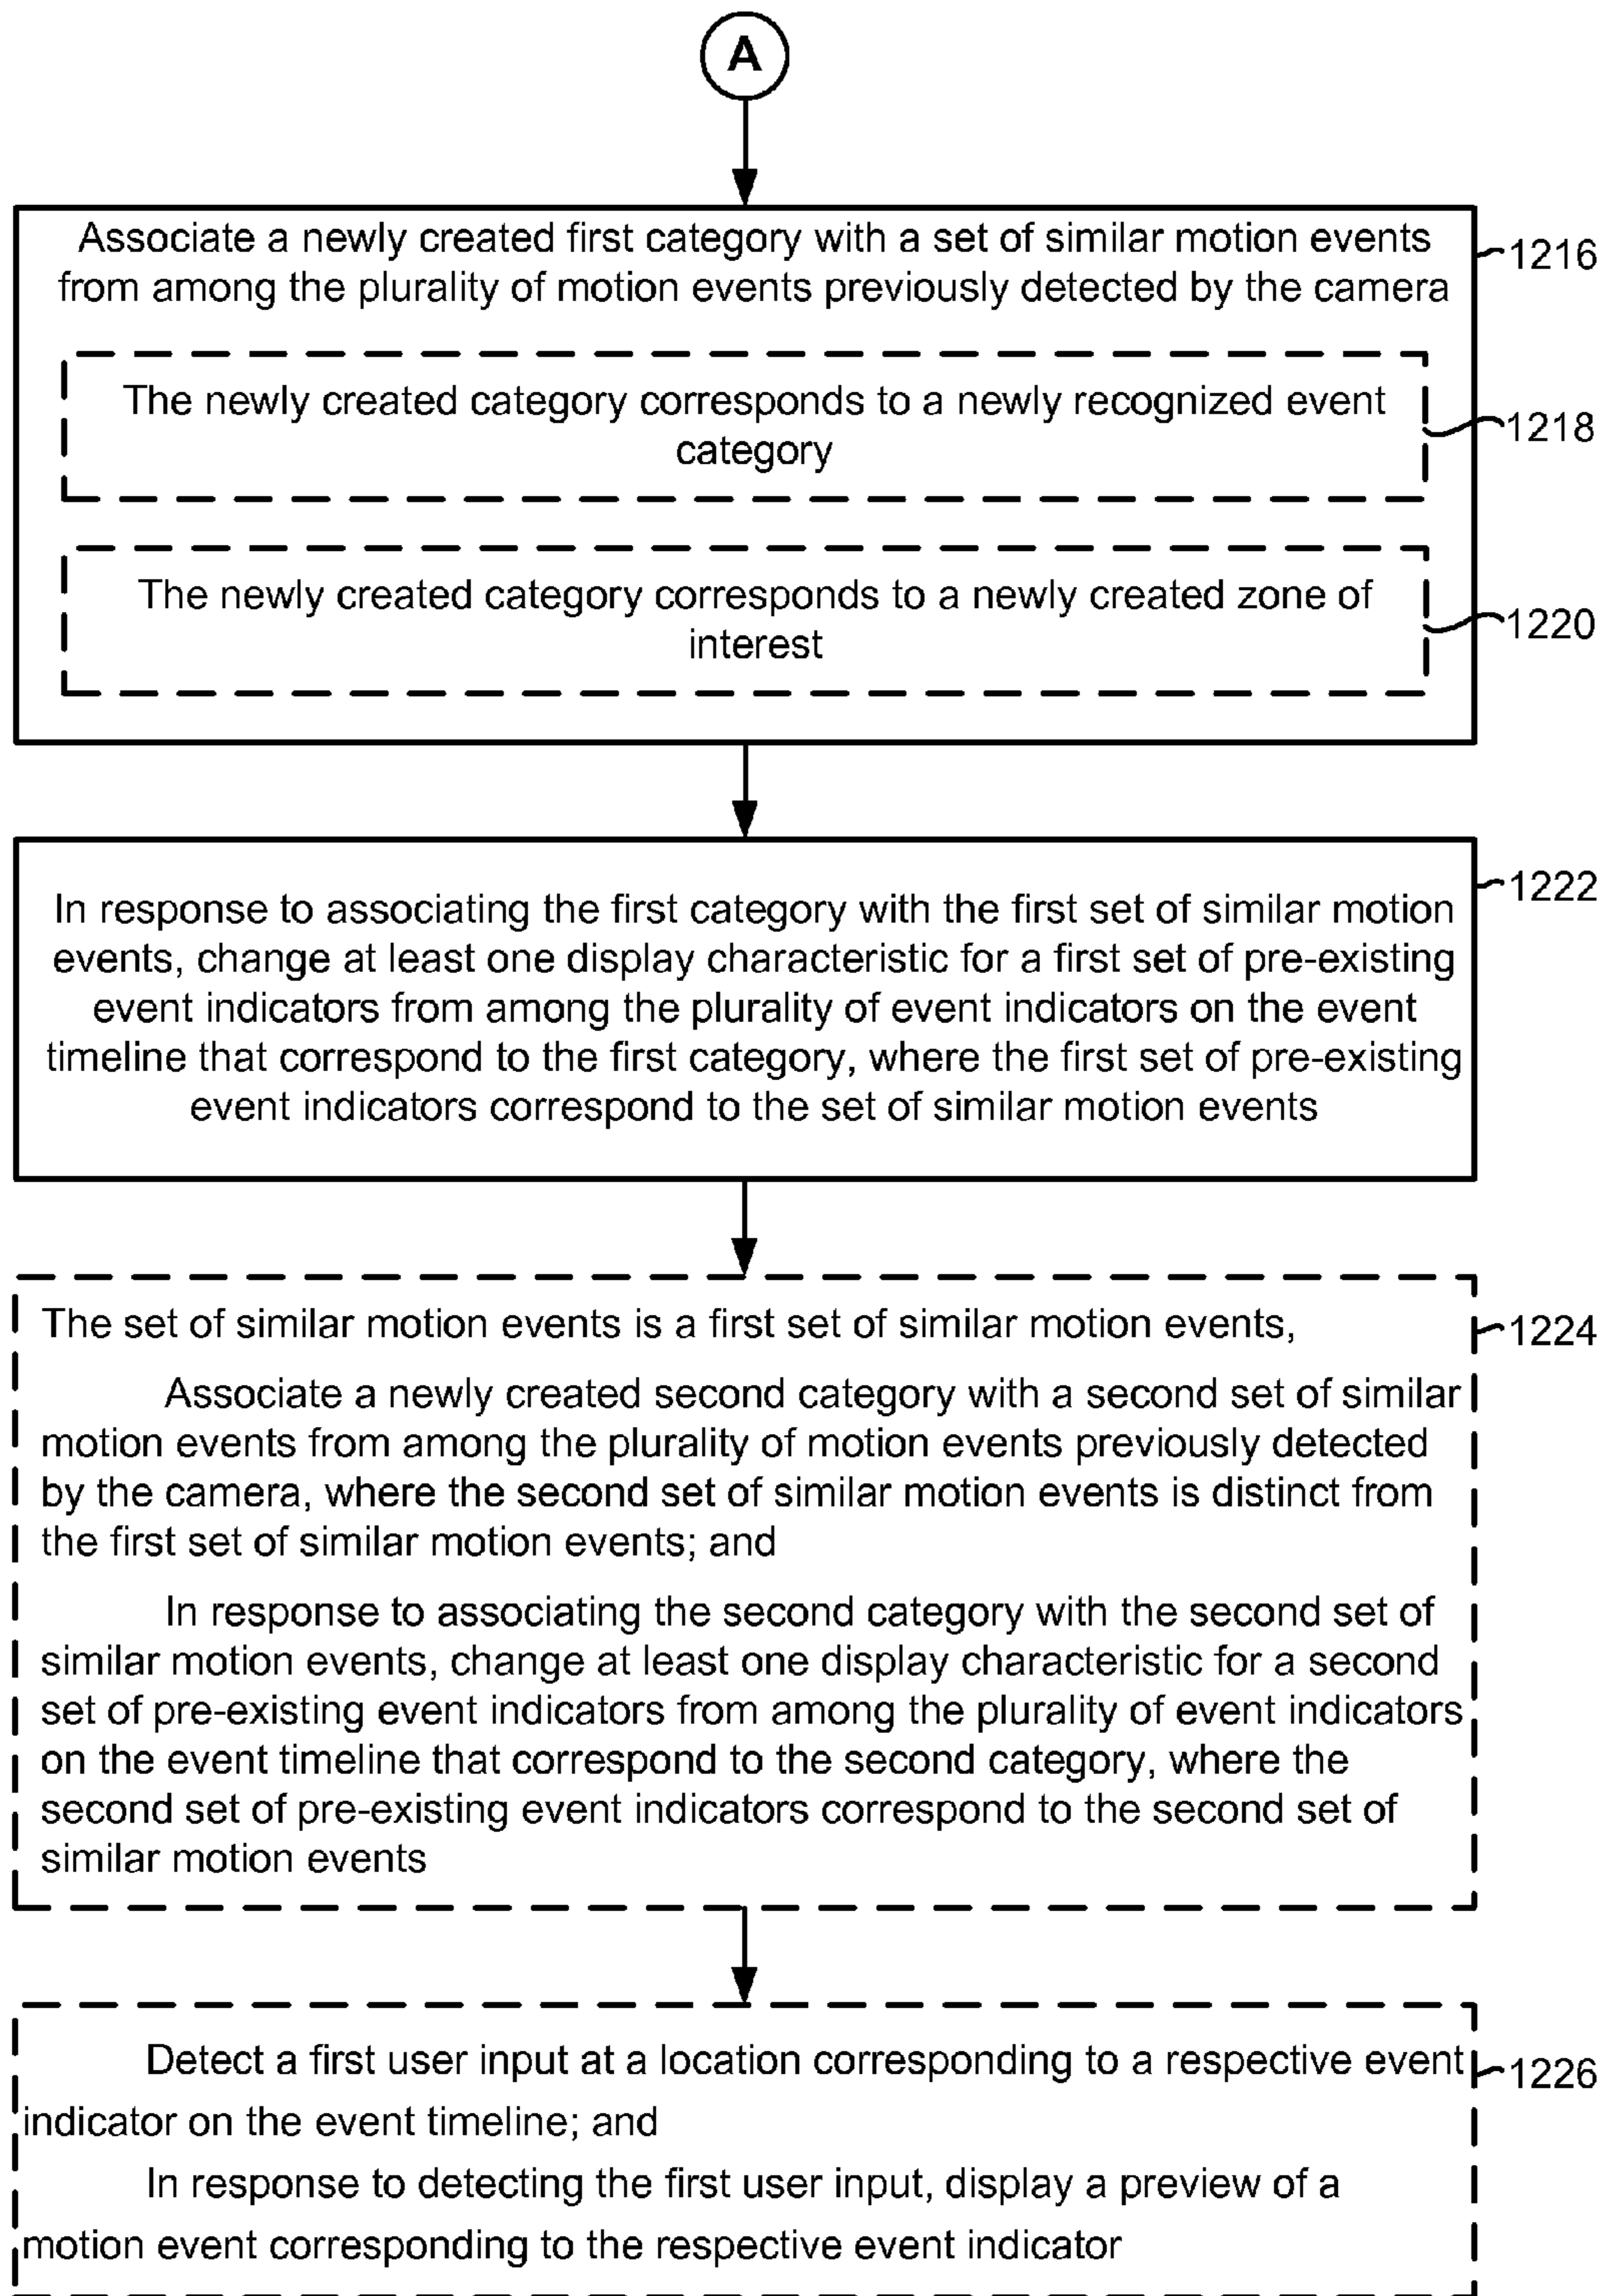 A
Associate a newly created first category with a set of similar motion events
from among the plurality of motion events previously detected by the camera
1216
The newly created category corresponds to a newly recognized event
category
1218
The newly created category corresponds to a newly created zone of
interest
1220
In response to associating the first category with the first set of similar motion
events, change at least one display characteristic for a first set of pre-existing
event indicators from among the plurality of event indicators on the event
timeline that correspond to the first category, where the first set of pre-existing
event indicators correspond to the set of similar motion events
1222
The set of similar motion events is a first set of similar motion events,
Associate a newly created second category with a second set of similar
motion events from among the plurality of motion events previously detected
by the camera, where the second set of similar motion events is distinct from
the first set of similar motion events; and
In response to associating the second category with the second set of
similar motion events, change at least one display characteristic for a second
set of pre-existing event indicators from among the plurality of event indicators
on the event timeline that correspond to the second category, where the
second set of pre-existing event indicators correspond to the second set of
similar motion events
1224
Detect a first user input at a location corresponding to a respective event
indicator on the event timeline; and
In response to detecting the first user input, display a preview of a
motion event corresponding to the respective event indicator
1226